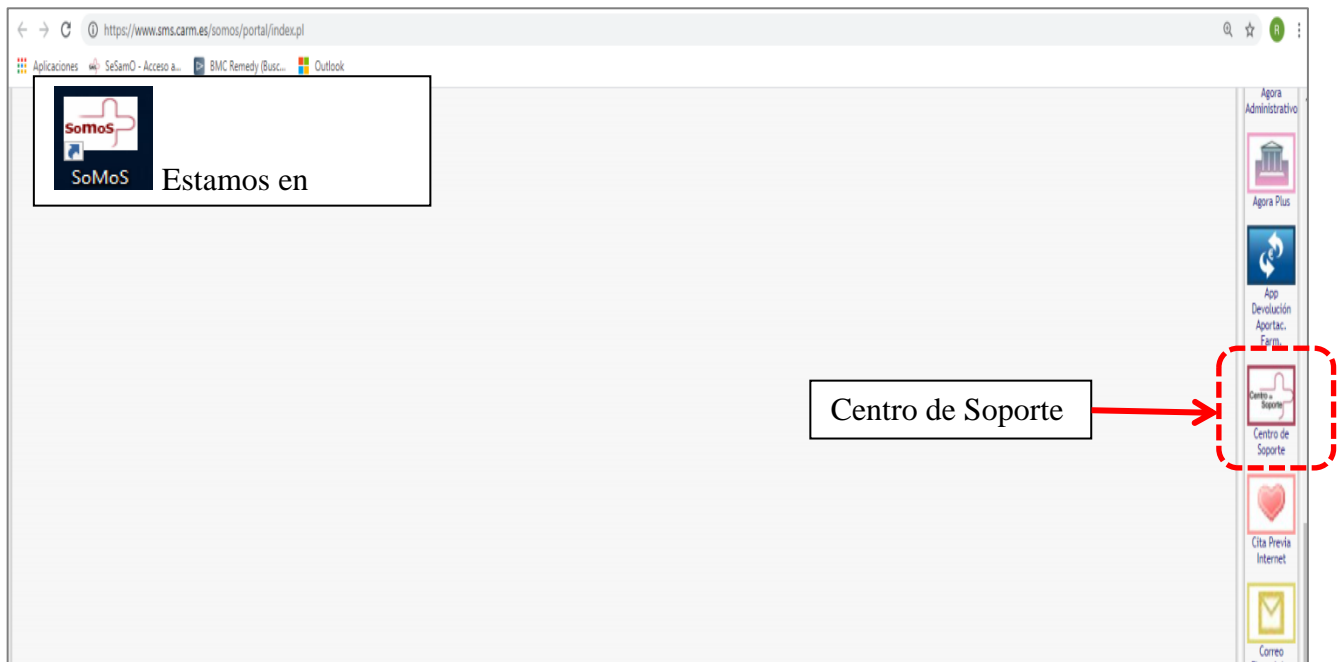 https://www.sms.carm.es/somos/portal/index.pl
R
Aplicaciones SeSamO - Acceso a... BMC Remedy (Busc... Outlook
SomoS
SoMoS
Estamos en
Agora
Administrativo
Agora Plus
e
App
Devolución
Aportac.
Farm.
Centro de Soporte
Centro de
Soporte
Centro de
Soporte
Cita Previa
Internet
Correo